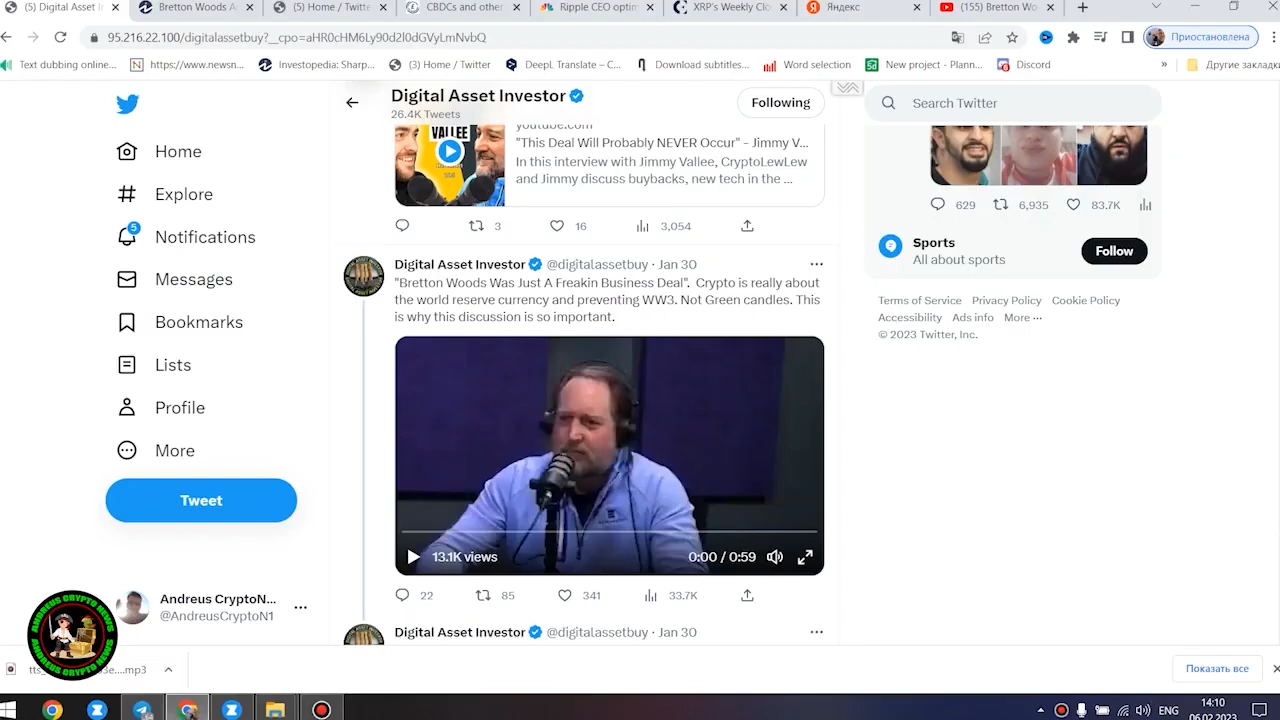 (5) Digital Asset I
Bretton Woods A
(5) Home / Twitte
CBDCs and other
Ripple CEO optim
XRP's Weekly Clo
Яндекс
(155) Bretton Wo
95.216.22.100/digitalassetbuy?__cpo=aHR0cHM6Ly90d2l0dGVyLmNvbQ
Приостановлена
Text dubbing online...
https://www.newsn...
Investopedia: Sharp...
(3) Home / Twitter
DeepL Translate – C...
Download subtitles...
Word selection
New project - Plann...
Discord
»
Другие закладки
Home
Explore
5
Notifications
Messages
Bookmarks
Lists
Profile
More
Tweet
Andreus CryptoN...
@AndreusCryptoN1
ANDREUS CRYPTO NEWS
ANDREUS CRYPTO NEWS
Digital Asset Investor
26.4K Tweets
Following
VALLEE
youtube.com
"This Deal Will Probably NEVER Occur" - Jimmy V...
In this interview with Jimmy Vallee, CryptoLewLew
and Jimmy discuss buybacks, new tech in the ...
3 16 3,054
Digital Asset Investor @digitalassetbuy · Jan 30
"Bretton Woods Was Just A Freakin Business Deal". Crypto is really about
the world reserve currency and preventing WW3. Not Green candles. This
is why this discussion is so important.
13.1K views
0:00 / 0:59
22 85 341 33.7K
Digital Asset Investor @digitalassetbuy · Jan 30
Search Twitter
629 6,935 83.7K
Sports
All about sports
Follow
Terms of Service Privacy Policy Cookie Policy
Accessibility Ads info More ···
© 2023 Twitter, Inc.
Показать все
ENG
14:10
06.02.2023